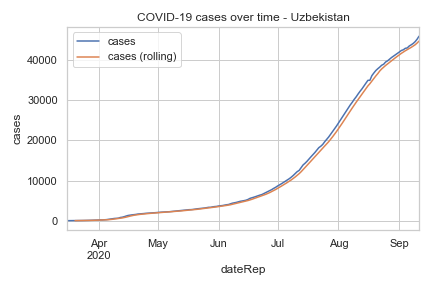 COVID-19 cases over time - Uzbekistan
cases
cases (rolling)
40000
30000
20000
10000
0
cases
Apr
2020
May
Jun
Jul
Aug
Sep
dateRep